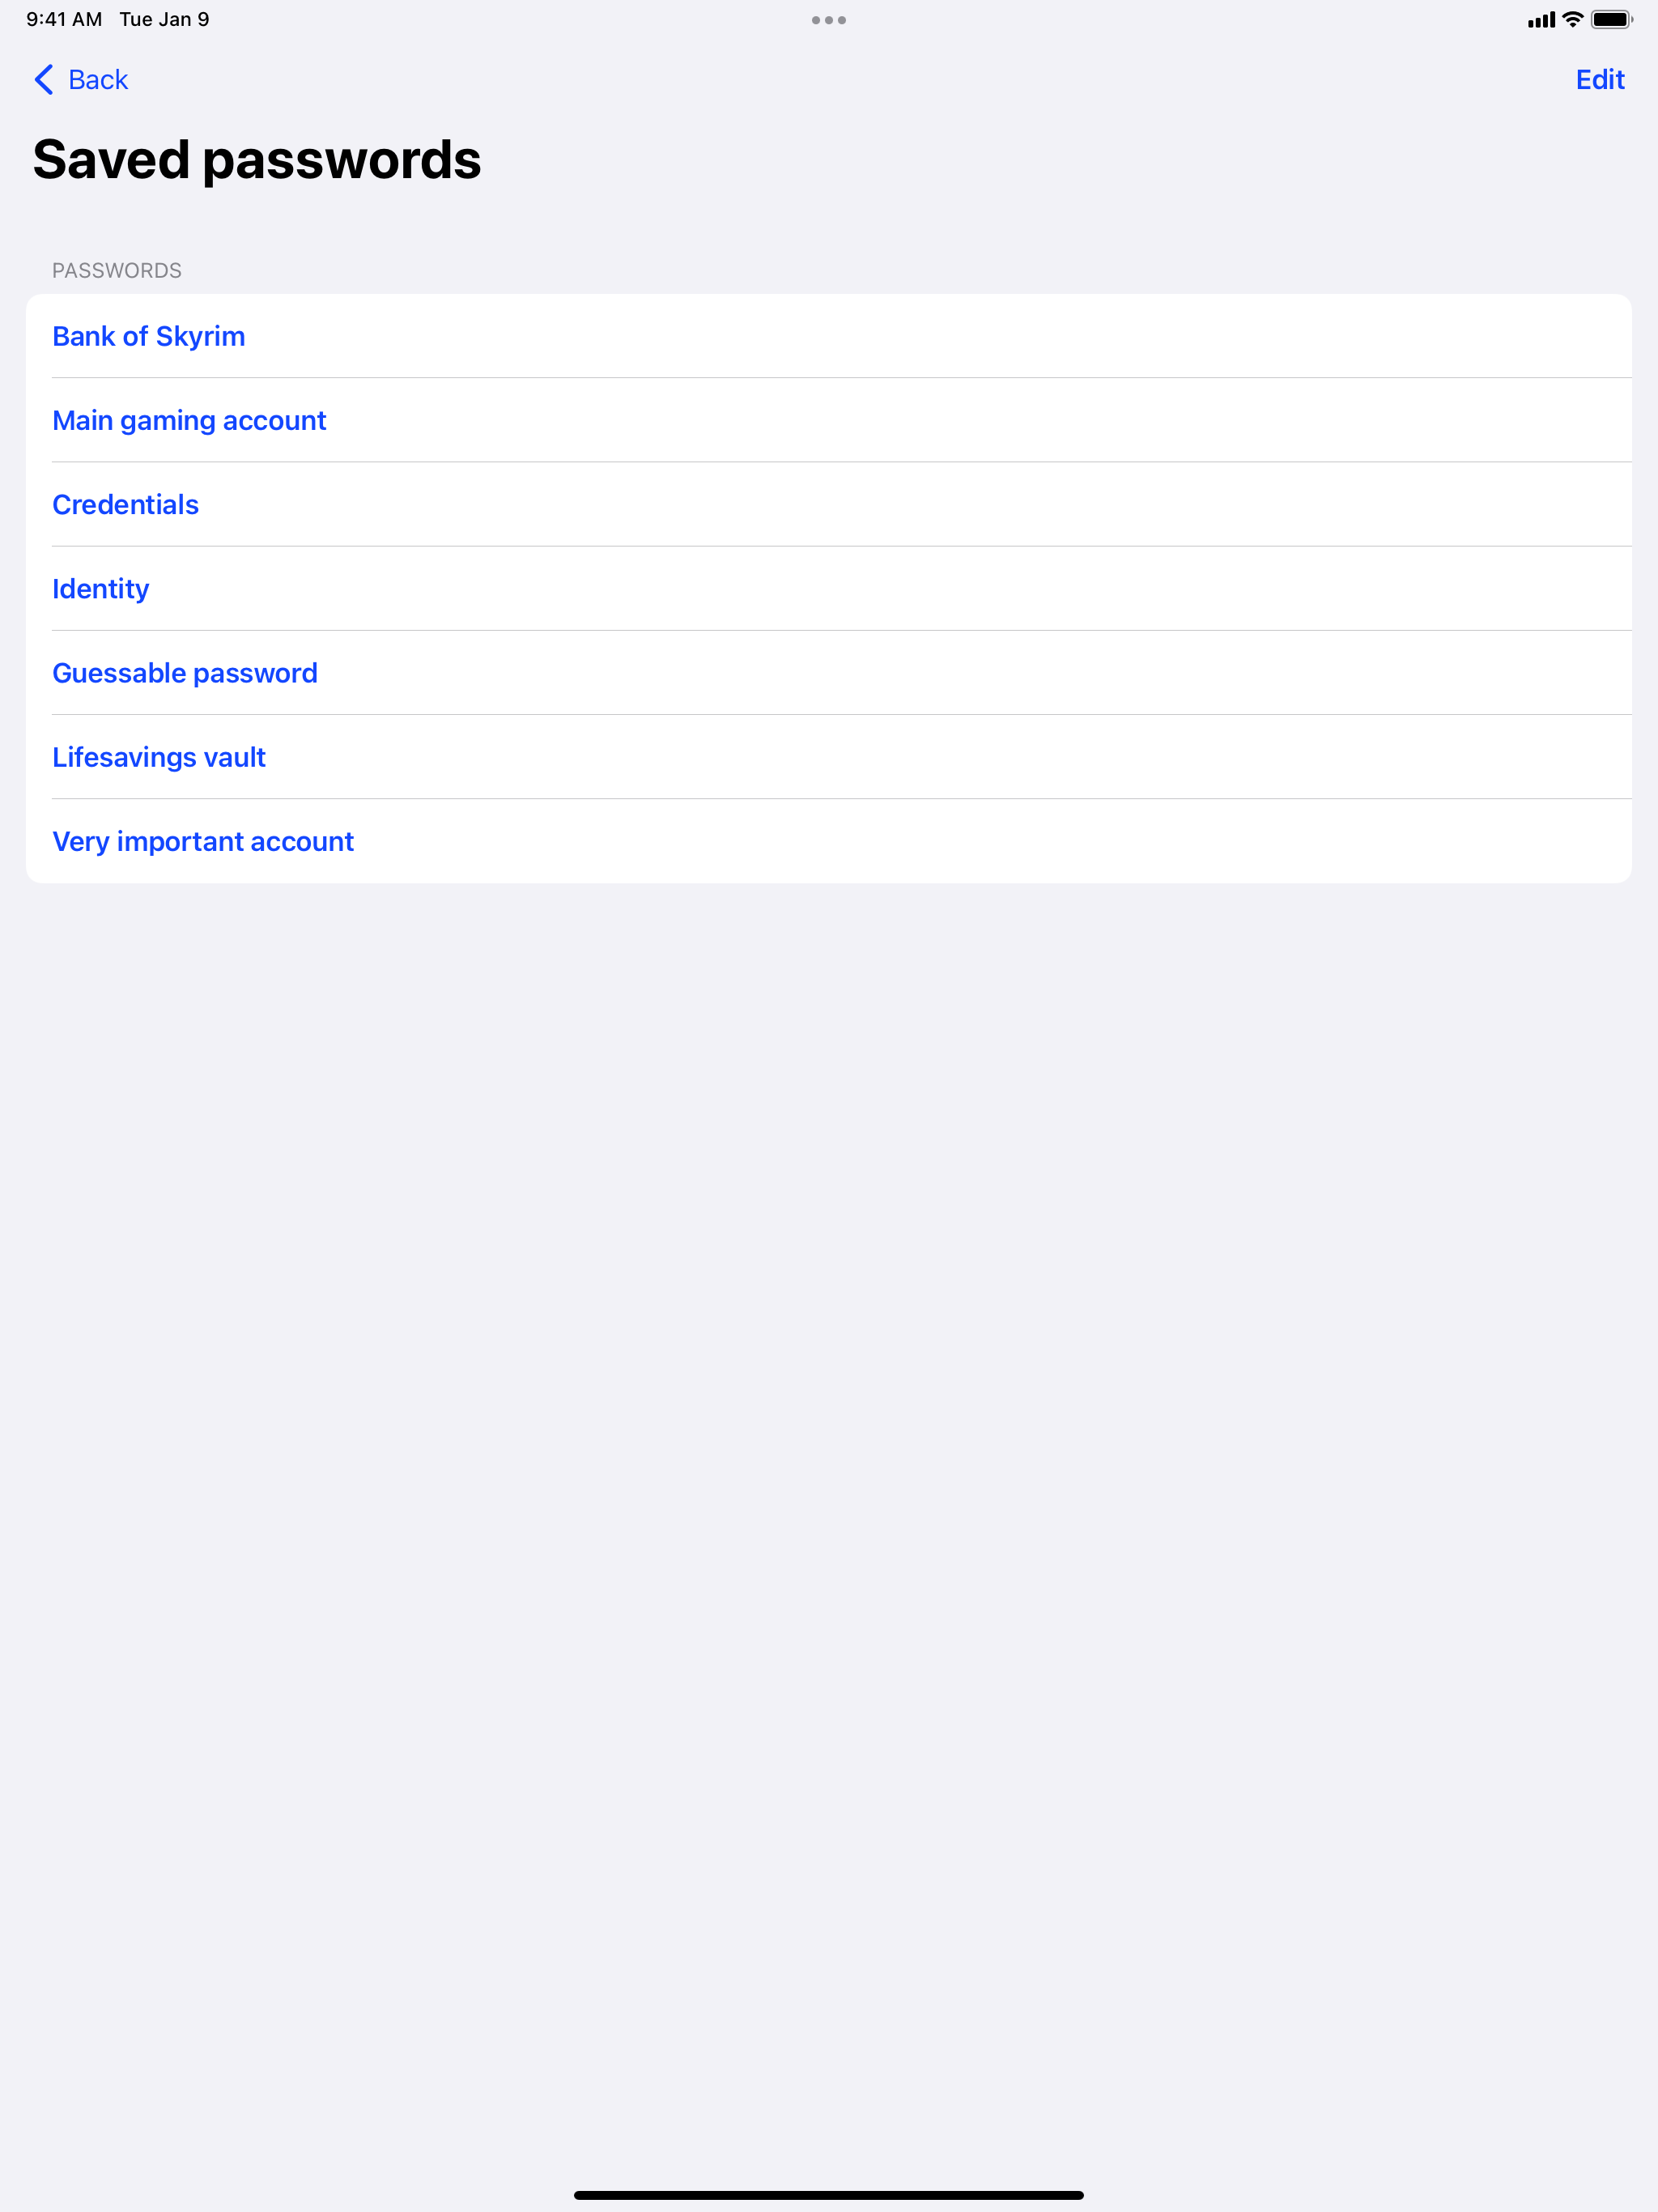 9:41 AM Tue Jan 9
Back
Edit
Saved passwords
PASSWORDS
Bank of Skyrim
Main gaming account
Credentials
Identity
Guessable password
Lifesavings vault
Very important account